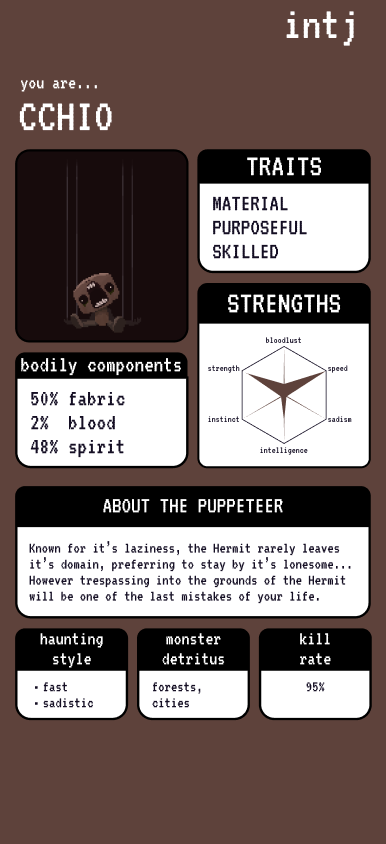 intj
you are...
CCHIO
TRAITS
MATERIAL
PURPOSEFUL
SKILLED
STRENGTHS
bloodlust
strength
speed
instinct
sadism
intelligence
bodily components
50% fabric
2% blood
48% spirit
ABOUT THE PUPPETEER
Known for it's laziness, the Hermit rarely leaves
it's domain, preferring to stay by it's lonesome...
However trespassing into the grounds of the Hermit
will be one of the last mistakes of your life.
haunting
style
• fast
• sadistic
monster
detritus
forests,
cities
kill
rate
95%